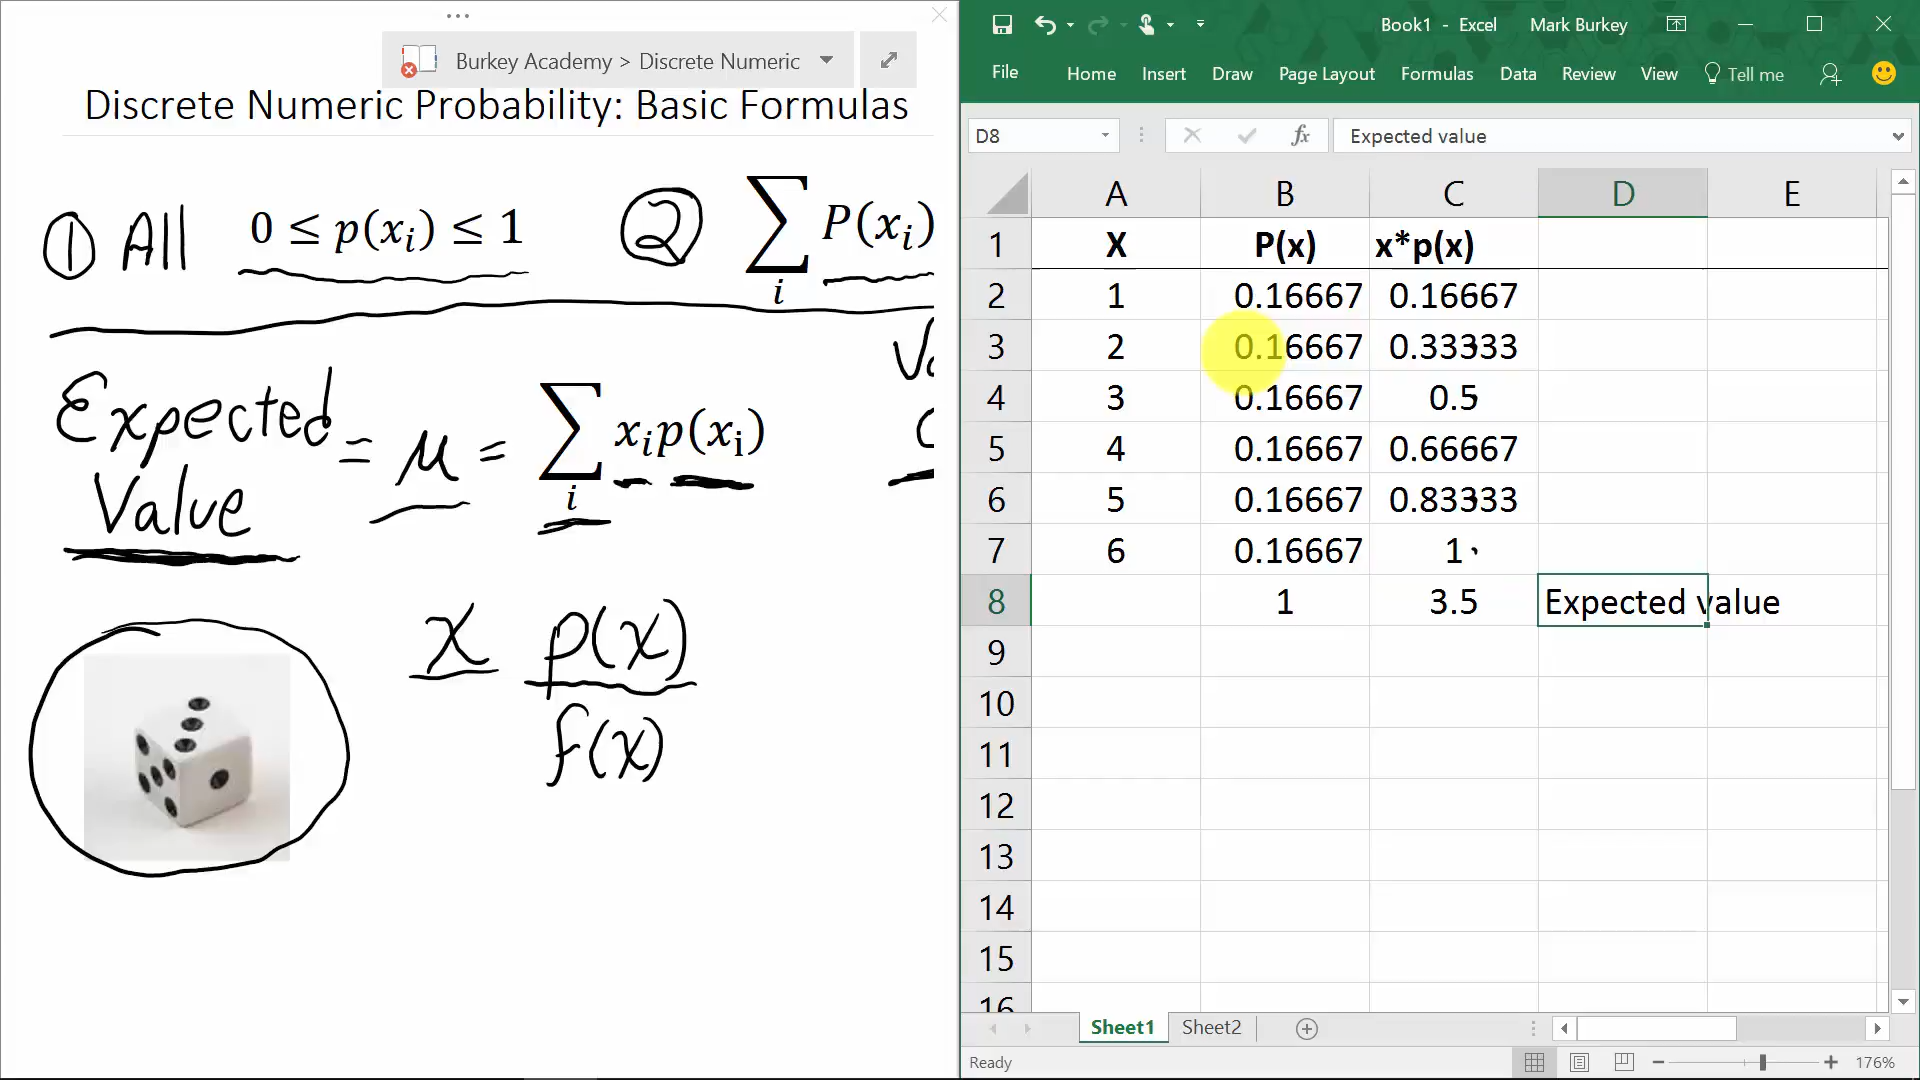 Burkey Academy > Discrete Numeric
Discrete Numeric Probability: Basic Formulas
① All 0 ≤ p(xᵢ) ≤ 1 ② ∑ᵢ P(xᵢ)
Expected Value = μ = ∑ᵢ xᵢp(xᵢ)
x p(x)
f(x)
Book1 - Excel Mark Burkey
File Home Insert Draw Page Layout Formulas Data Review View Tell me
D8 fx Expected value
A B C D E
1 X P(x) x*p(x)
2 1 0.16667 0.16667
3 2 0.16667 0.33333
4 3 0.16667 0.5
5 4 0.16667 0.66667
6 5 0.16667 0.83333
7 6 0.16667 1
8 1 3.5 Expected value
9
10
11
12
13
14
15
16
Sheet1 Sheet2
Ready 176%